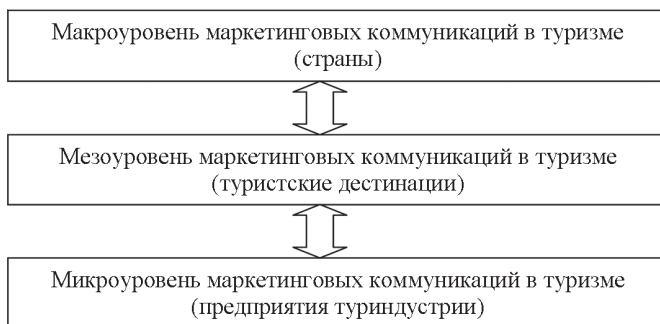 Макроуровень маркетинговых коммуникаций в туризме
(страны)
Мезоуровень маркетинговых коммуникаций в туризме
(туристские дестинации)
Микроуровень маркетинговых коммуникаций в туризме
(предприятия туриндустрии)